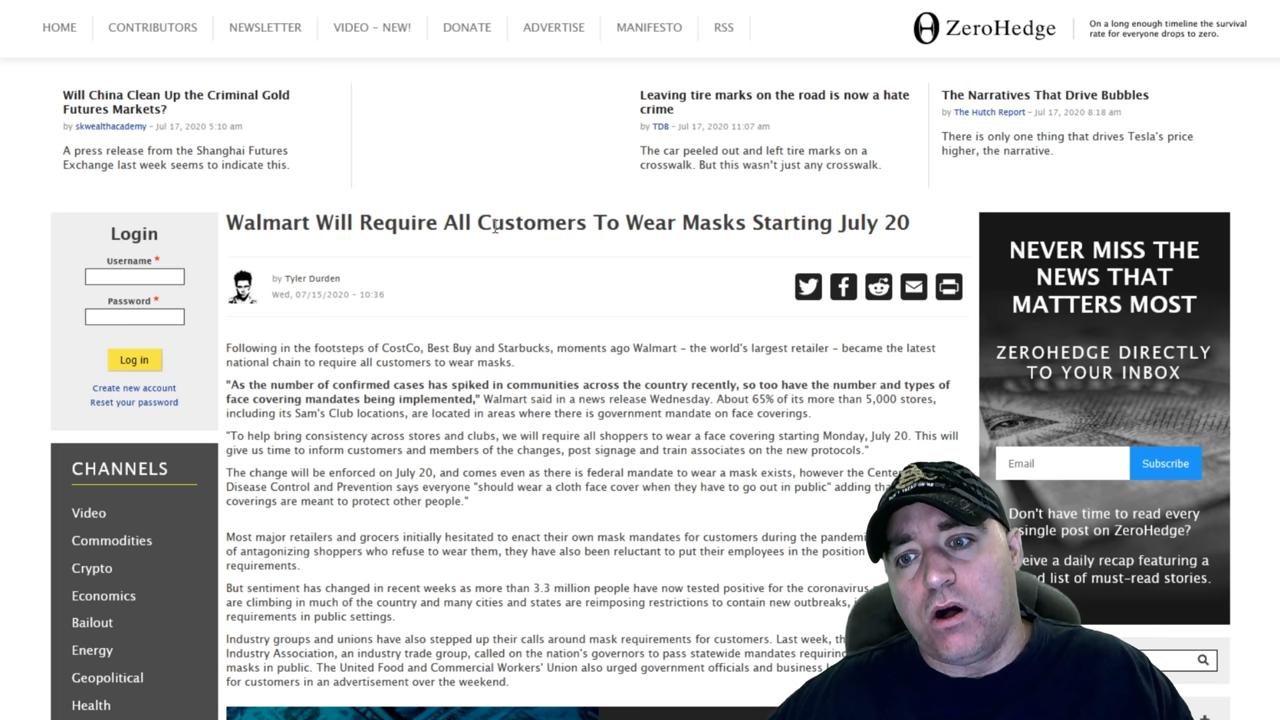 HOME
CONTRIBUTORS
NEWSLETTER
VIDEO – NEW!
DONATE
ADVERTISE
MANIFESTO
RSS
ZeroHedge
On a long enough timeline the survival
rate for everyone drops to zero.
Will China Clean Up the Criminal Gold
Futures Markets?
by skwealthacademy – Jul 17, 2020 5:10 am
A press release from the Shanghai Futures
Exchange last week seems to indicate this.
Leaving tire marks on the road is now a hate
crime
by TDB – Jul 17, 2020 11:07 am
The car peeled out and left tire marks on a
crosswalk. But this wasn't just any crosswalk.
The Narratives That Drive Bubbles
by The Hutch Report – Jul 17, 2020 8:18 am
There is only one thing that drives Tesla's price
higher, the narrative.
Login
Username *
Password *
Log in
Create new account
Reset your password
CHANNELS
Video
Commodities
Crypto
Economics
Bailout
Energy
Geopolitical
Health
Walmart Will Require All Customers To Wear Masks Starting July 20
by Tyler Durden
Wed, 07/15/2020 – 10:36
Following in the footsteps of CostCo, Best Buy and Starbucks, moments ago Walmart – the world's largest retailer – became the latest
national chain to require all customers to wear masks.
"As the number of confirmed cases has spiked in communities across the country recently, so too have the number and types of
face covering mandates being implemented," Walmart said in a news release Wednesday. About 65% of its more than 5,000 stores,
including its Sam's Club locations, are located in areas where there is government mandate on face coverings.
"To help bring consistency across stores and clubs, we will require all shoppers to wear a face covering starting Monday, July 20. This will
give us time to inform customers and members of the changes, post signage and train associates on the new protocols."
The change will be enforced on July 20, and comes even as there is federal mandate to wear a mask exists, however the
Disease Control and Prevention says everyone "should wear a cloth face cover when they have to go out in public" adding
coverings are meant to protect other people."
Most major retailers and grocers initially hesitated to enact their own mask mandates for customers during the
of antagonizing shoppers who refuse to wear them, they have also been reluctant to put their employees in the position
requirements.
But sentiment has changed in recent weeks as more than 3.3 million people have now tested positive for the coronavirus
are climbing in much of the country and many cities and states are reimposing restrictions to contain new outbreaks,
requirements in public settings.
Industry groups and unions have also stepped up their calls around mask requirements for customers. Last week,
Industry Association, an industry trade group, called on the nation's governors to pass statewide mandates
masks in public. The United Food and Commercial Workers' Union also urged government officials and business
for customers in an advertisement over the weekend.
NEVER MISS THE
NEWS THAT
MATTERS MOST
ZEROHEDGE DIRECTLY
TO YOUR INBOX
Email
Subscribe
Don't have time to read every
single post on ZeroHedge?
a daily recap featuring a
list of must-read stories.